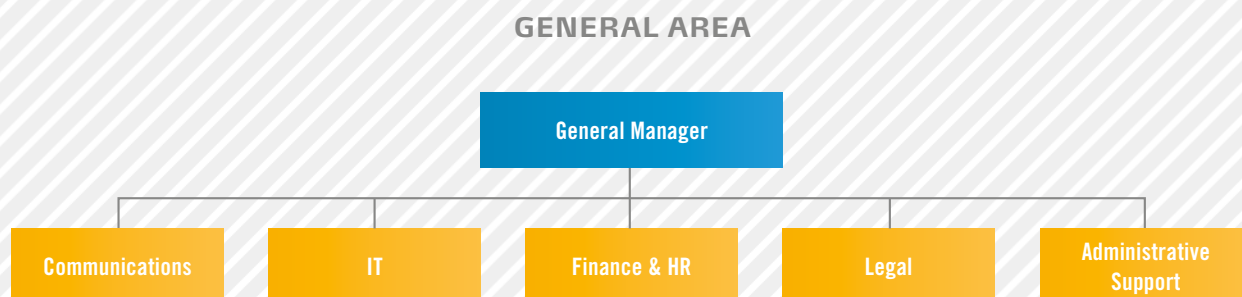 GENERAL AREA
General Manager
Communications
IT
Finance & HR
Legal
Administrative
Support